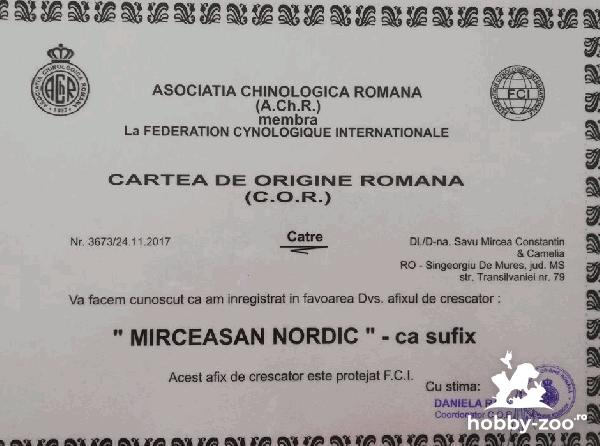 ASOCIATIA CHINOLOGICA ROMANA
(A.Ch.R.)
membra
La FEDERATION CYNOLOGIQUE INTERNATIONALE
FCI
CARTEA DE ORIGINE ROMANA
(C.O.R.)
Nr. 3673/24.11.2017
Catre
Dl./D-na. Savu Mircea Constantin
& Camelia
RO - Singeorgiu De Mures, jud. MS
str. Transilvaniei nr. 79
Va facem cunoscut ca am inregistrat in favoarea Dvs. afixul de crescator :
" MIRCEASAN NORDIC " - ca sufix
Acest afix de crescator este protejat F.C.I.
Cu stima:
DANIELA
Coordonator C.O.R.
hobby-zoo.ro